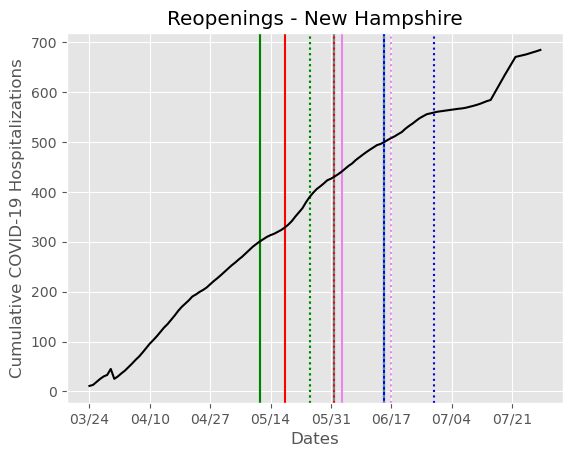 Reopenings - New Hampshire
Cumulative COVID-19 Hospitalizations
700
600
500
400
300
200
100
0
03/24 04/10 04/27 05/14 05/31 06/17 07/04 07/21
Dates